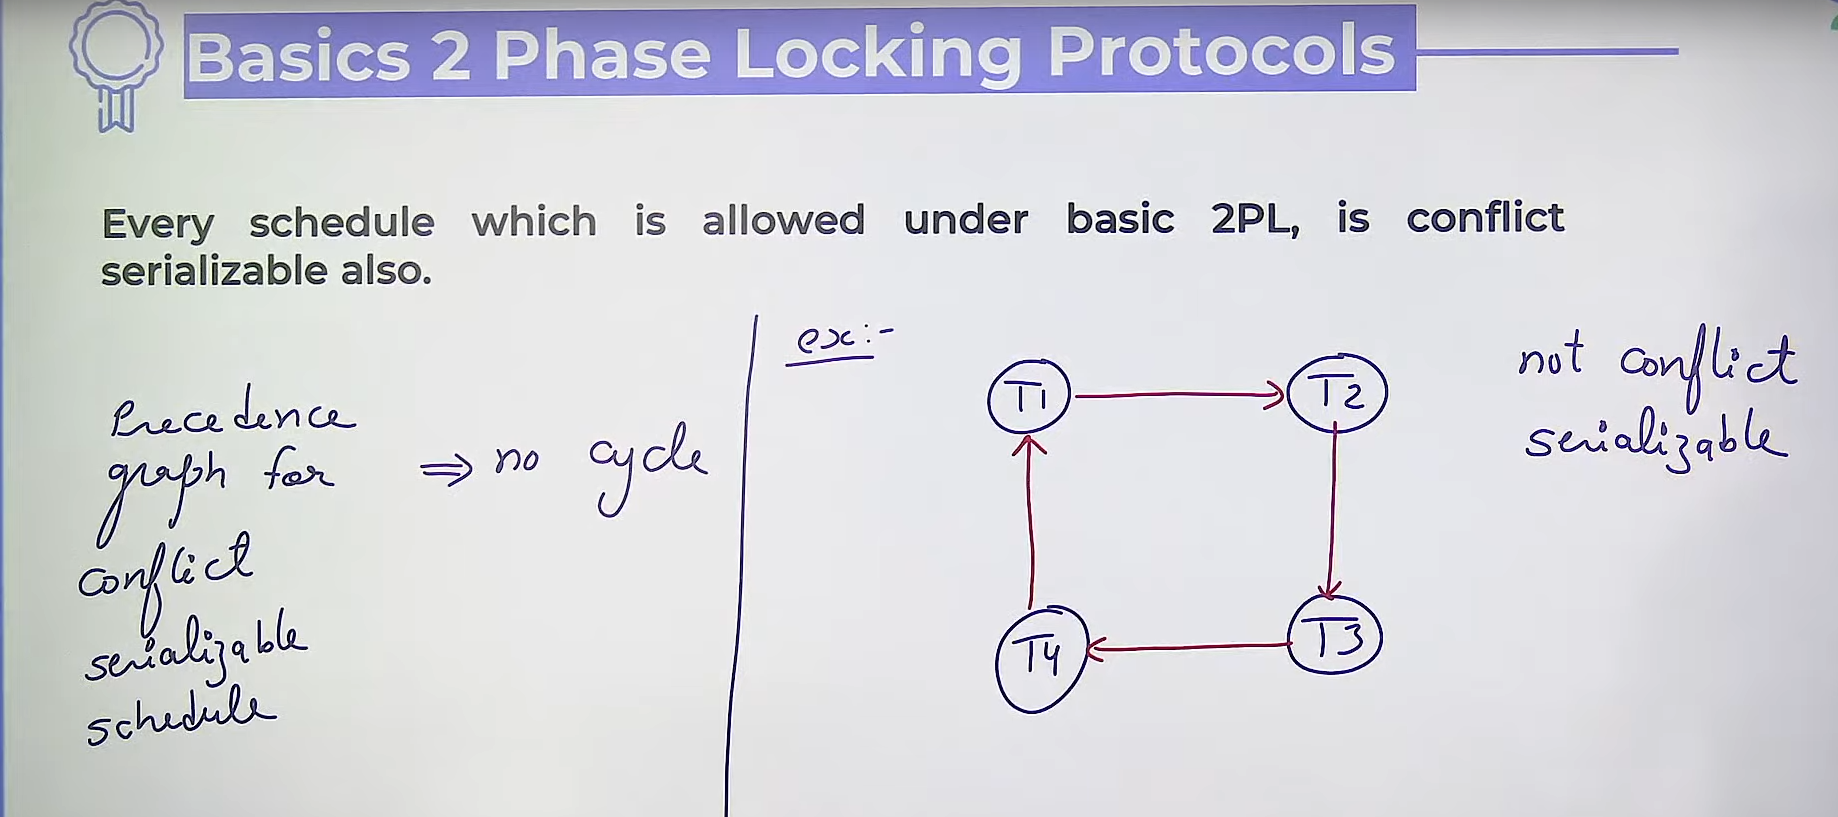 Basics 2 Phase Locking Protocols
Every schedule which is allowed under basic 2PL, is conflict
serializable also.
Precedence
graph for ⇒ no cycle
conflict
serializable
schedule
ex:-
T1
T2
T3
T4
not conflict
serializable